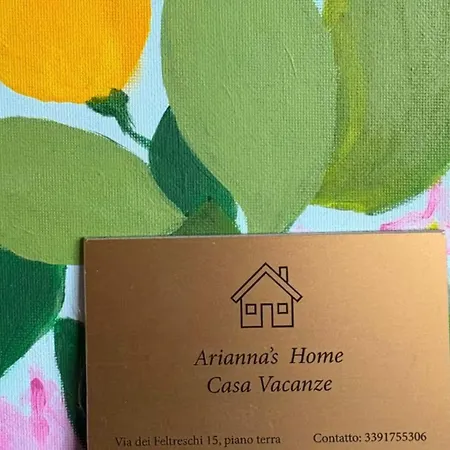 Arianna's Home
Casa Vacanze
Via dei Feltreschi 15, piano terra Contatto: 3391755306